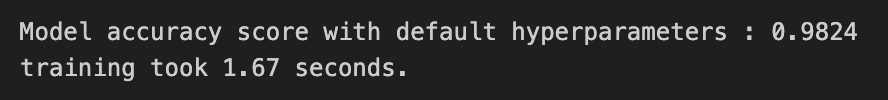 Model accuracy score with default hyperparameters : 0.9824
training took 1.67 seconds.